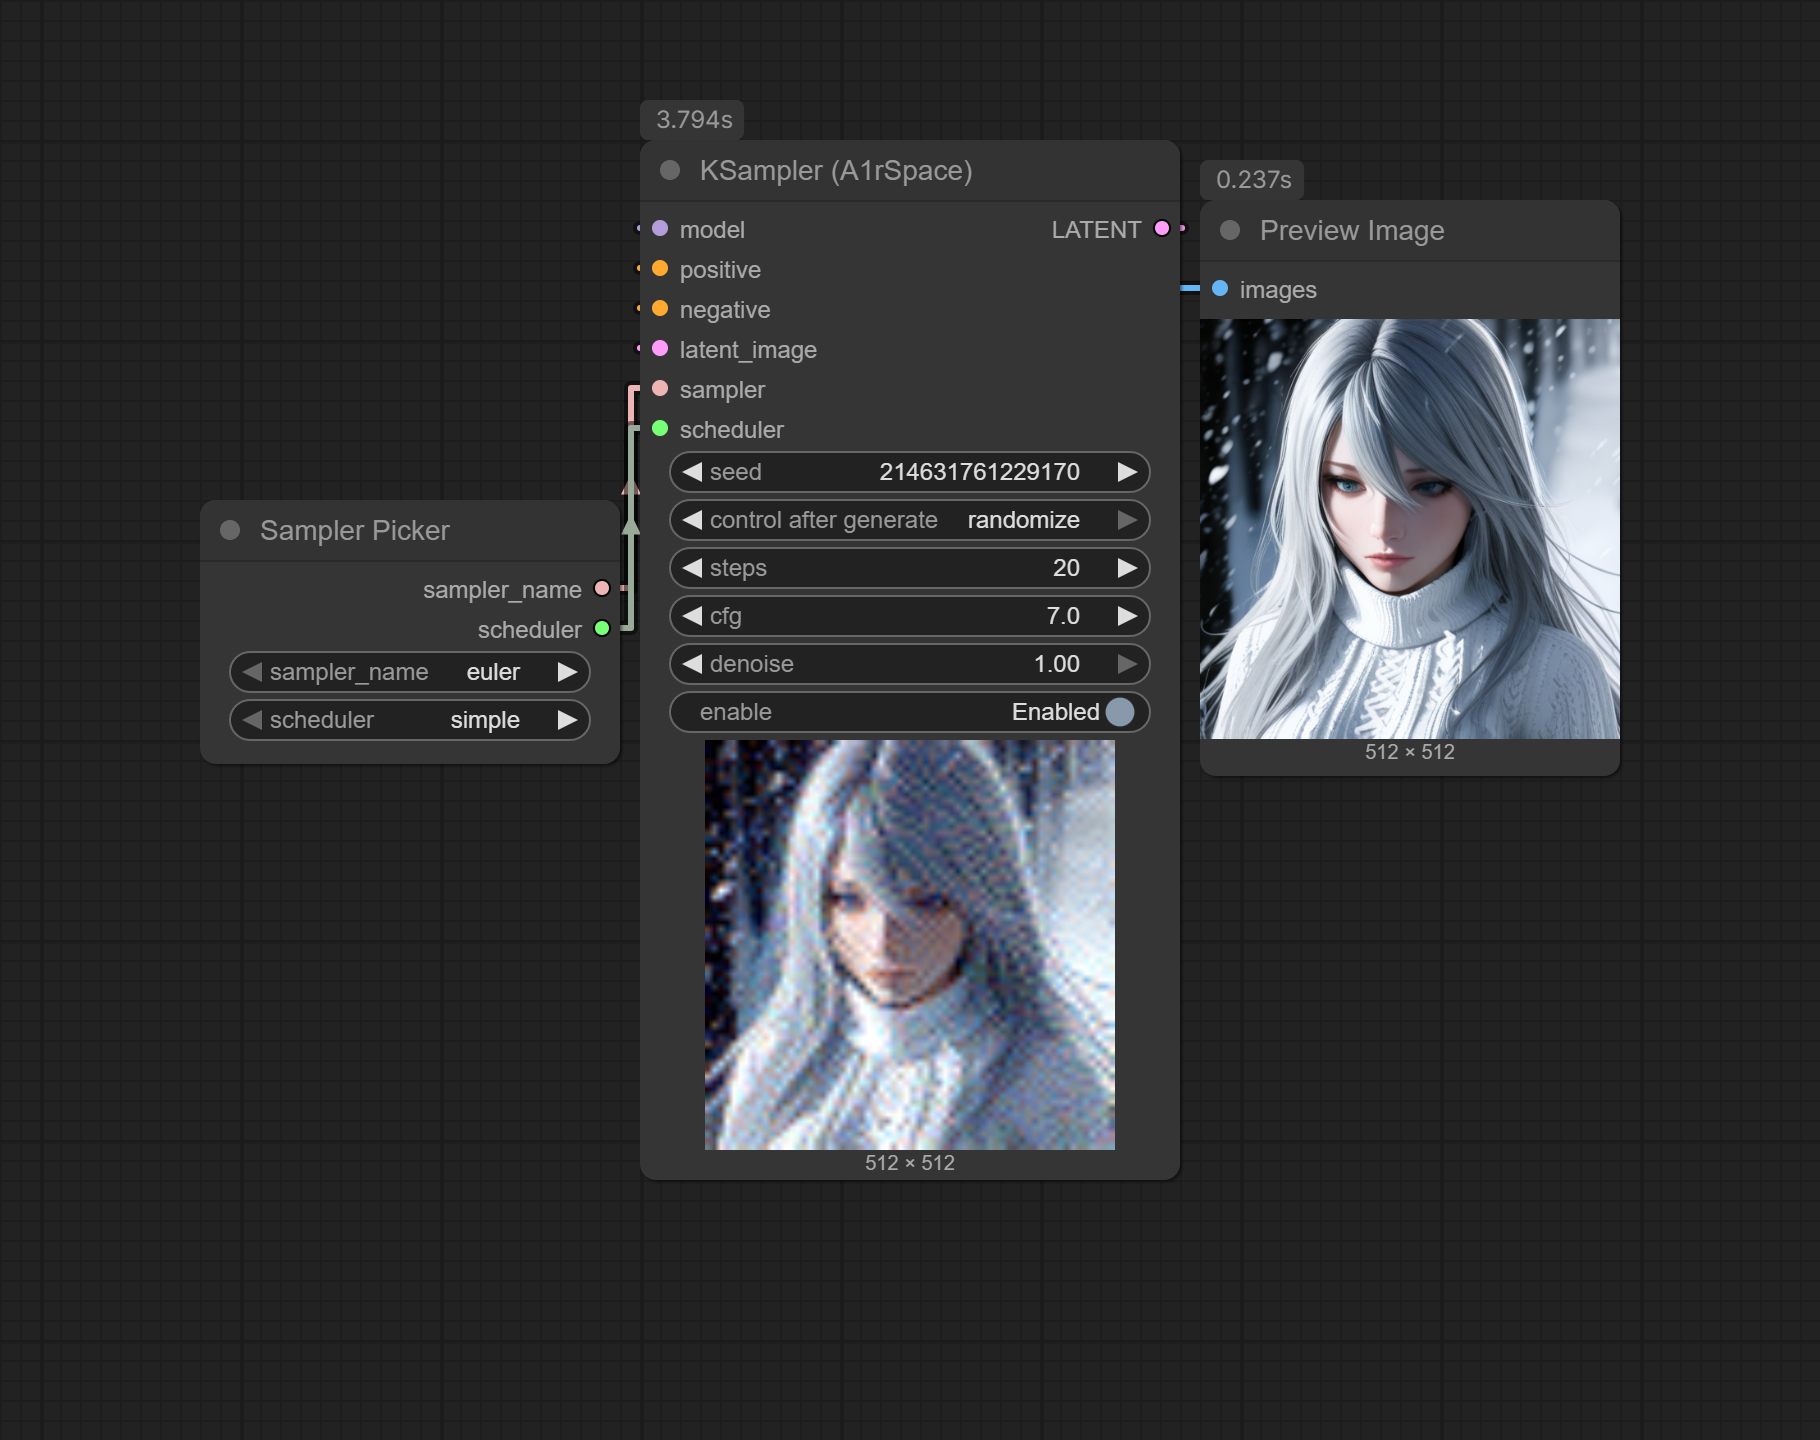 3.794s
KSampler (A1rSpace)
model
LATENT
positive
negative
latent_image
sampler
scheduler
seed 214631761229170
control after generate randomize
steps 20
cfg 7.0
denoise 1.00
enable Enabled
512 × 512
Sampler Picker
sampler_name
scheduler
sampler_name euler
scheduler simple
0.237s
Preview Image
images
512 × 512